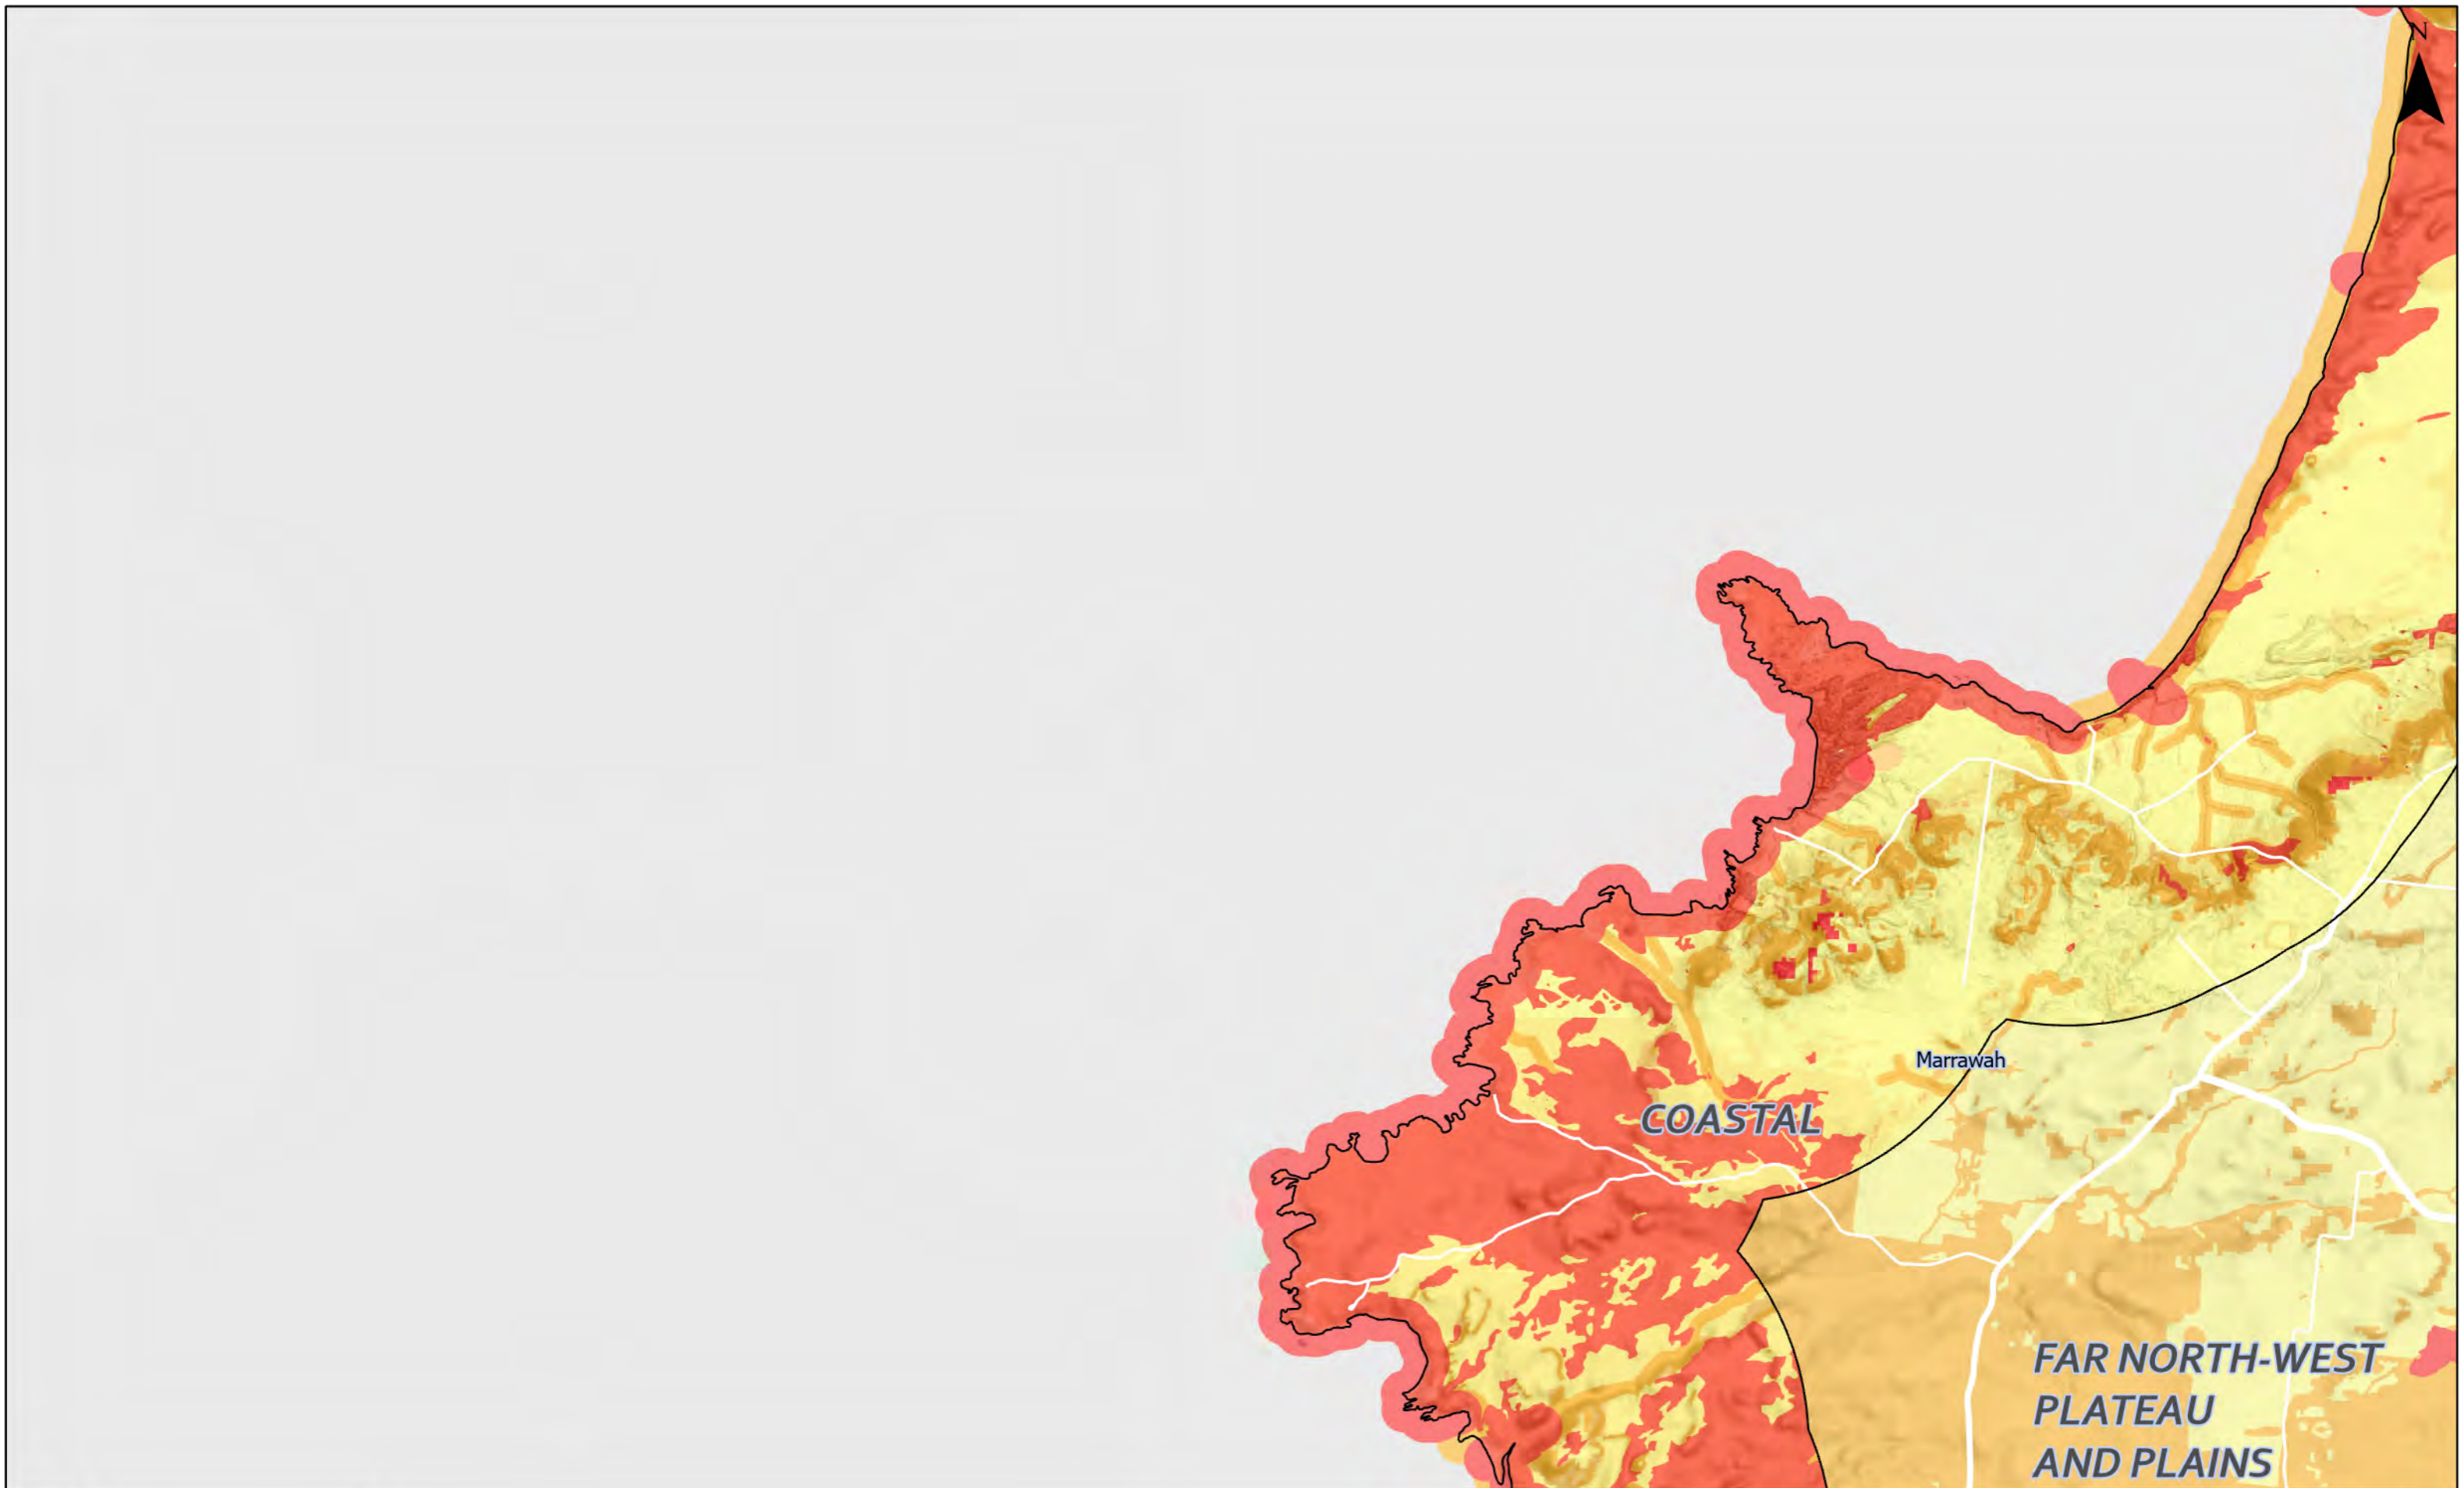 N
Marrawah
COASTAL
FAR NORTH-WEST
PLATEAU
AND PLAINS